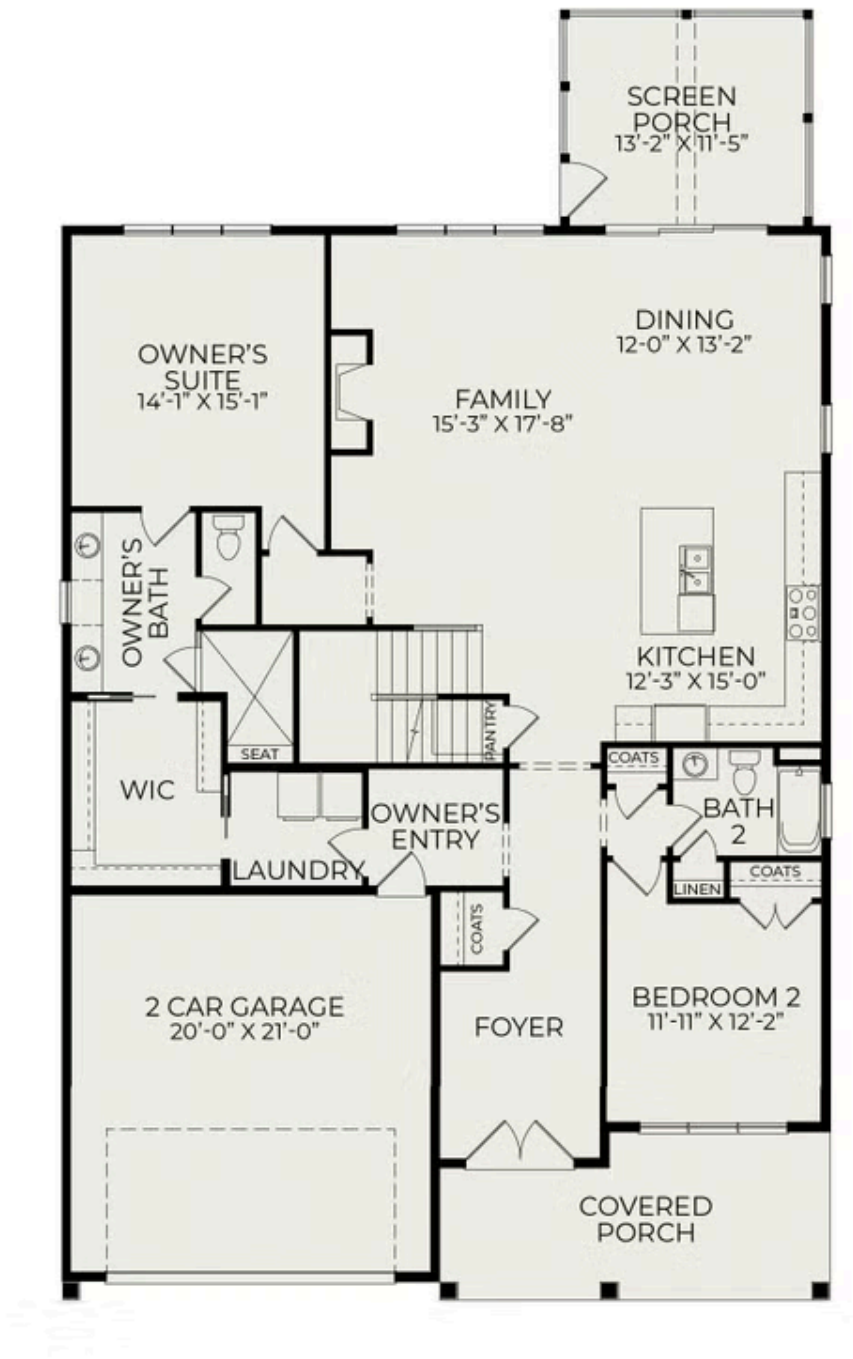 SCREEN
PORCH
13'-2" X 11'-5"
DINING
12-0" X 13'-2"
OWNER'S
SUITE
14'-1" X 15'-1"
FAMILY
15'-3" X 17'-8"
OWNER'S
BATH
KITCHEN
12'-3" X 15'-0"
PANTRY
SEAT
COATS
WIC
OWNER'S
ENTRY
BATH
2
LAUNDRY
COATS
LINEN
COATS
2 CAR GARAGE
20'-0" X 21'-0"
BEDROOM 2
11'-11" X 12'-2"
FOYER
COVERED
PORCH